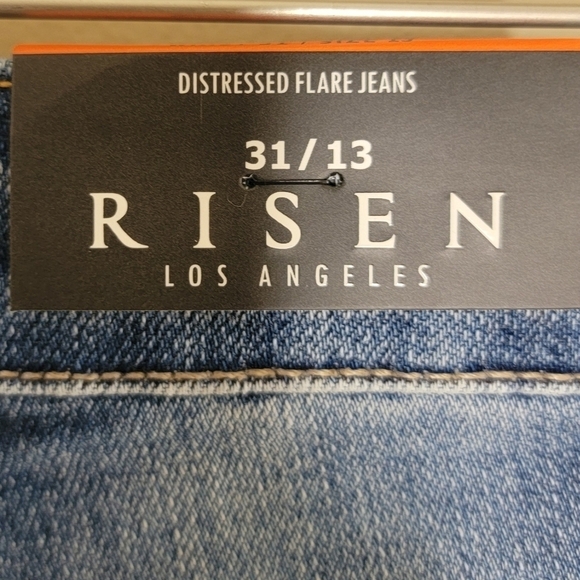 DISTRESSED FLARE JEANS
31 / 13
RISEN
LOS ANGELES